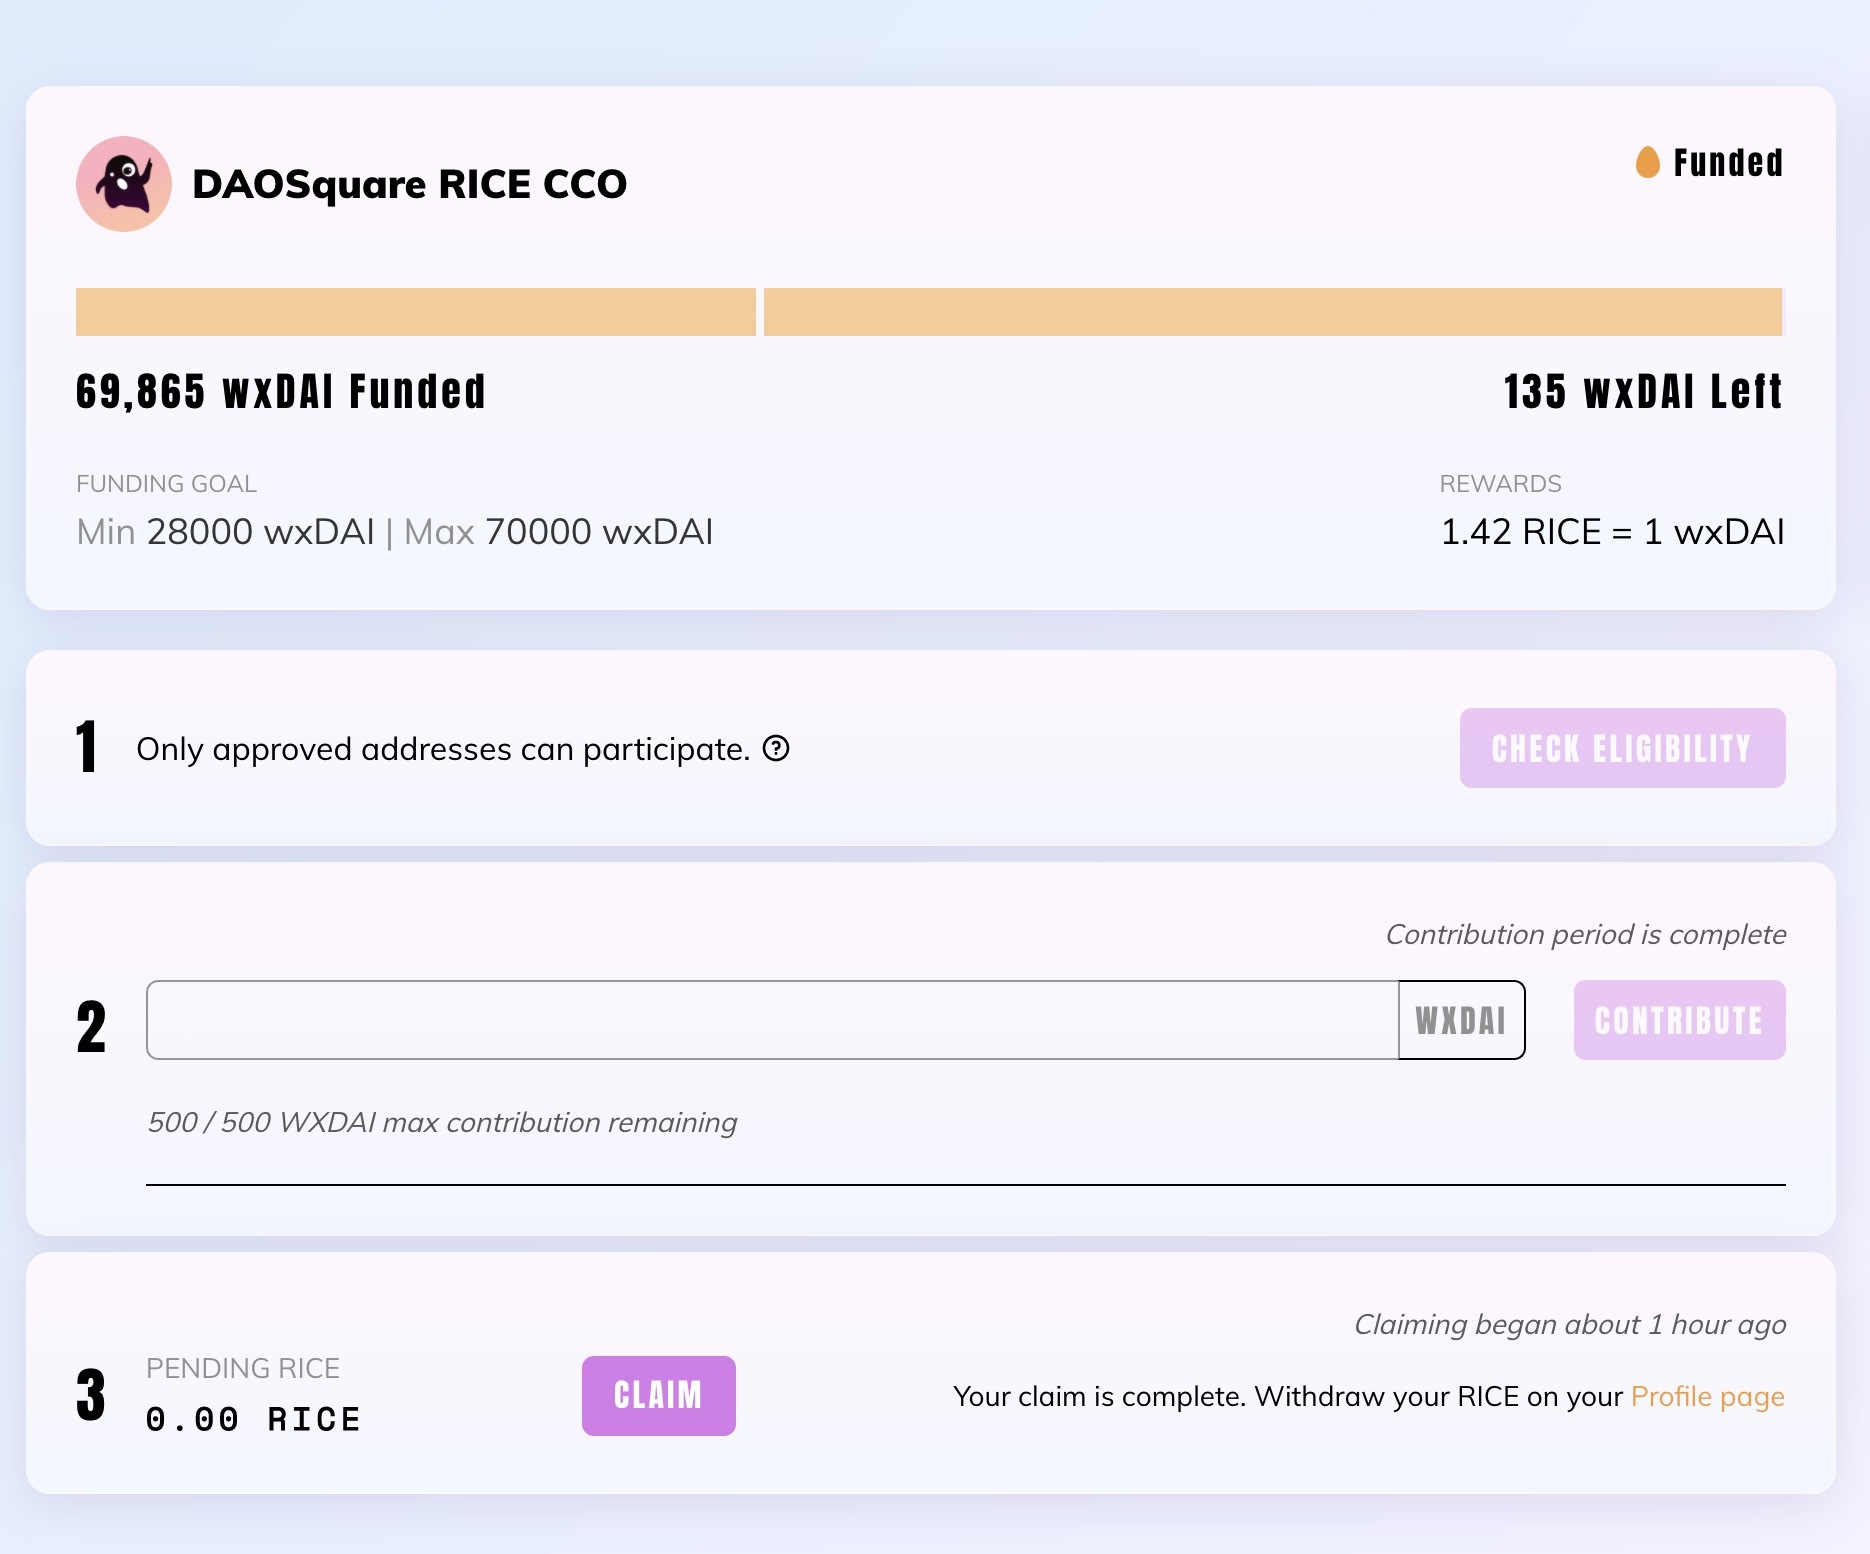 DAOSquare RICE CCO
Funded
69,865 wxDAI Funded
135 wxDAI Left
FUNDING GOAL
REWARDS
Min 28000 wxDAI | Max 70000 wxDAI
1.42 RICE = 1 wxDAI
1 Only approved addresses can participate. ?
CHECK ELIGIBILITY
Contribution period is complete
2
WXDAI
CONTRIBUTE
500 / 500 WXDAI max contribution remaining
Claiming began about 1 hour ago
3
PENDING RICE
0.00 RICE
CLAIM
Your claim is complete. Withdraw your RICE on your Profile page